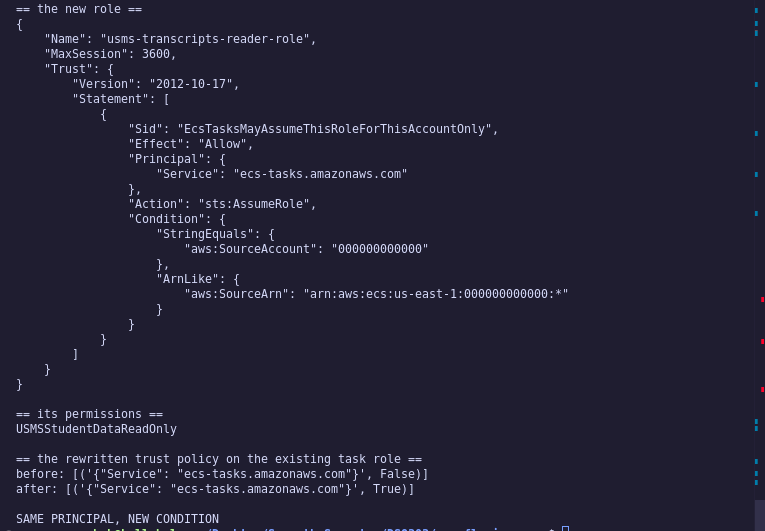 == the new role ==
{
    "Name": "usms-transcripts-reader-role",
    "MaxSession": 3600,
    "Trust": {
        "Version": "2012-10-17",
        "Statement": [
            {
                "Sid": "EcsTasksMayAssumeThisRoleForThisAccountOnly",
                "Effect": "Allow",
                "Principal": {
                    "Service": "ecs-tasks.amazonaws.com"
                },
                "Action": "sts:AssumeRole",
                "Condition": {
                    "StringEquals": {
                        "aws:SourceAccount": "000000000000"
                    },
                    "ArnLike": {
                        "aws:SourceArn": "arn:aws:ecs:us-east-1:000000000000:*"
                    }
                }
            }
        ]
    }
}

== its permissions ==
USMSStudentDataReadOnly

== the rewritten trust policy on the existing task role ==
before: [('{"Service": "ecs-tasks.amazonaws.com"}', False)]
after: [('{"Service": "ecs-tasks.amazonaws.com"}', True)]

SAME PRINCIPAL, NEW CONDITION